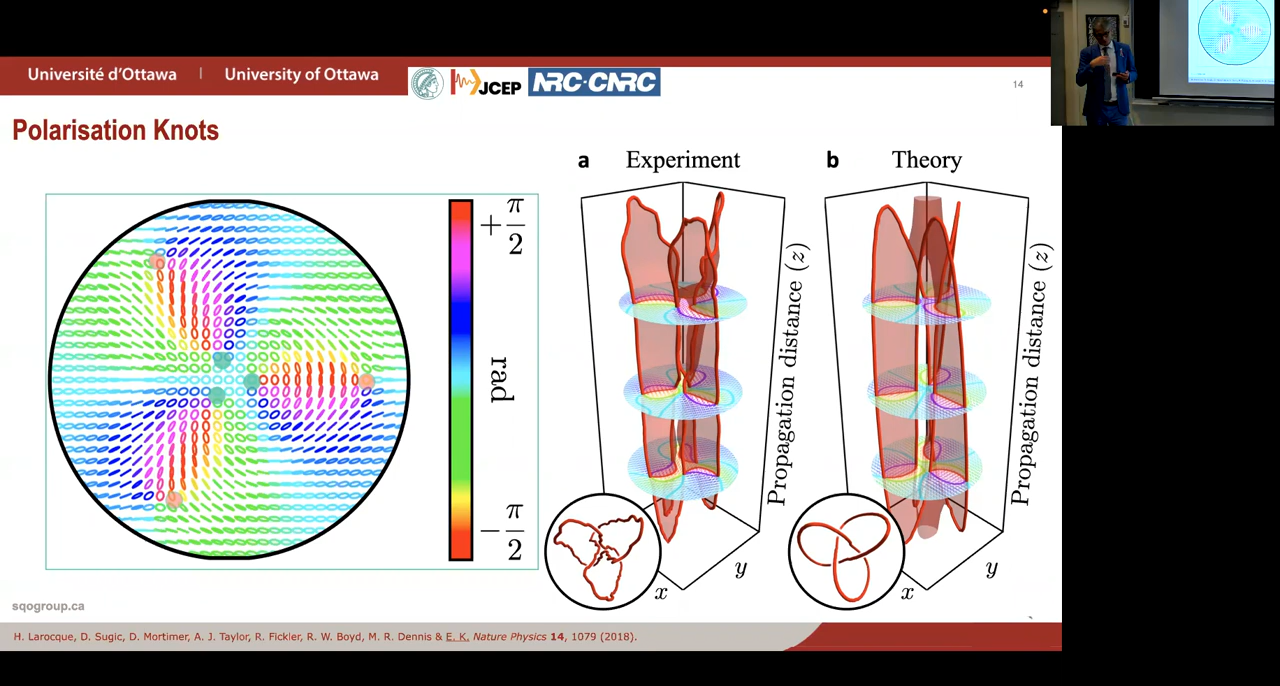 Université d'Ottawa | University of Ottawa
JCEP
NRC·CNRC
14
Polarisation Knots
+π/2
rad
−π/2
a Experiment
Propagation distance (z)
y
x
b Theory
Propagation distance (z)
y
x
sqogroup.ca
H. Larocque, D. Sugic, D. Mortimer, A. J. Taylor, R. Fickler, R. W. Boyd, M. R. Dennis & E. K. Nature Physics 14, 1079 (2018).